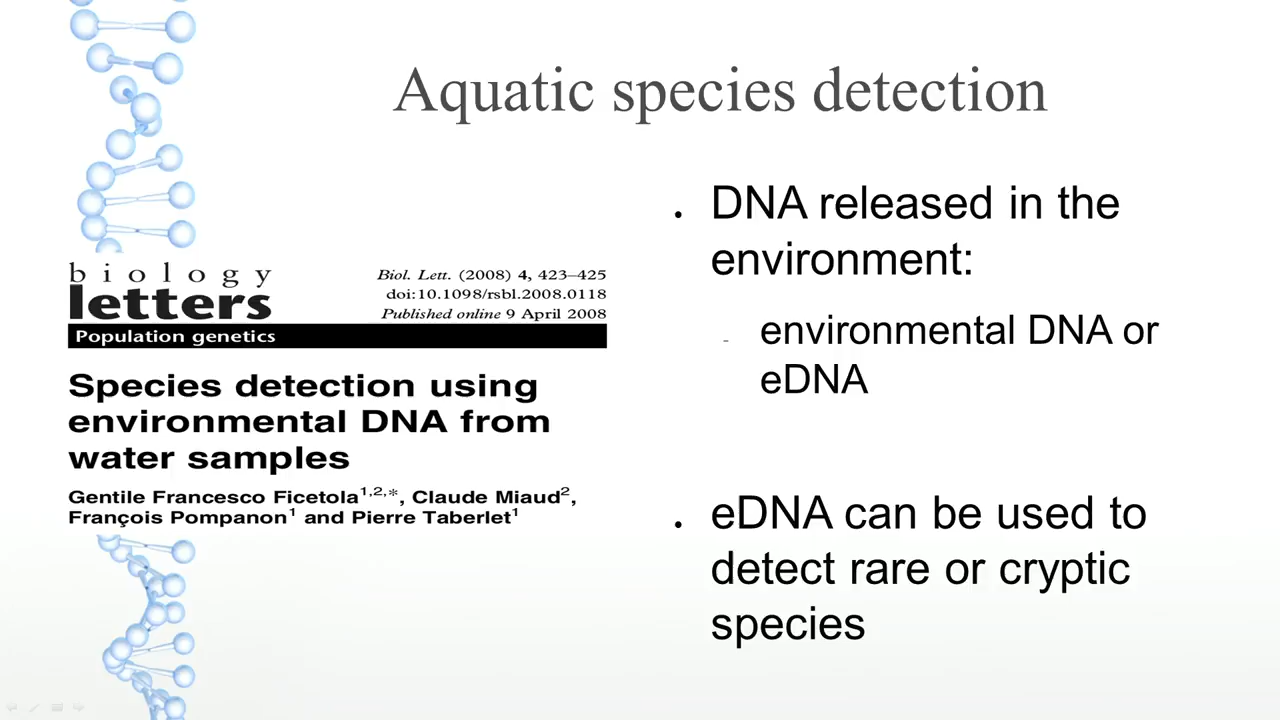 Aquatic species detection
biology
letters
Biol. Lett. (2008) 4, 423–425
doi:10.1098/rsbl.2008.0118
Published online 9 April 2008
Population genetics
Species detection using
environmental DNA from
water samples
Gentile Francesco Ficetola1,2,*, Claude Miaud2,
François Pompanon1 and Pierre Taberlet1
. DNA released in the
environment:
- environmental DNA or
eDNA
. eDNA can be used to
detect rare or cryptic
species